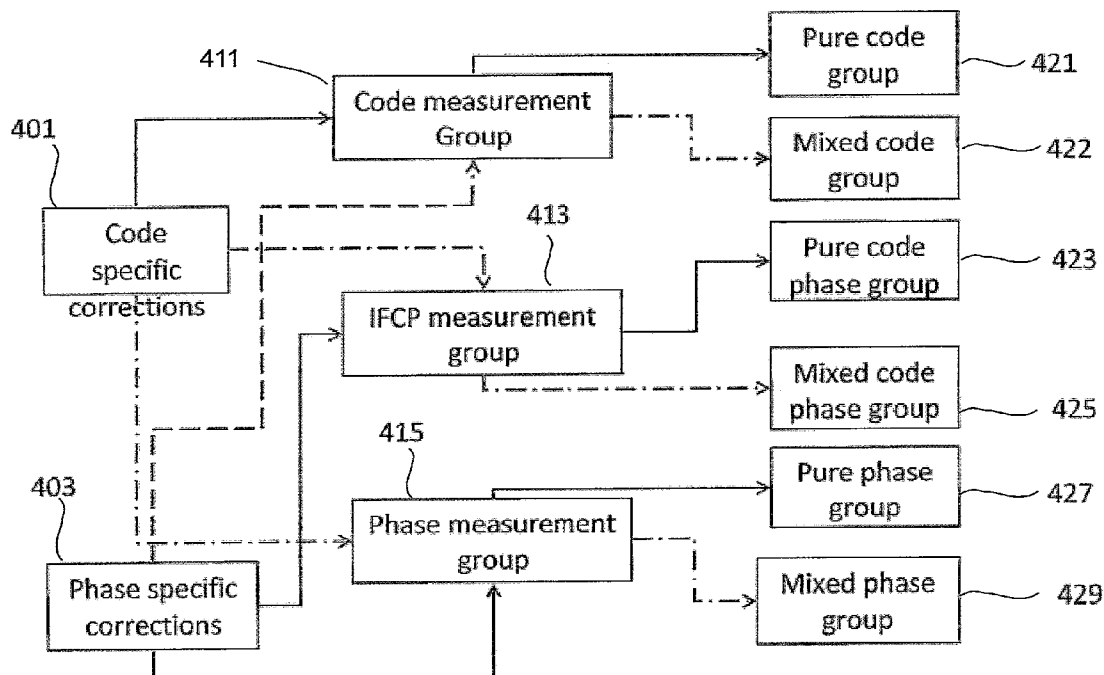 Pure code
group
421
411
Code measurement
Group
Mixed code
group
422
401
Code
specific
corrections
413
Pure code
phase group
423
IFCP measurement
group
Mixed code
phase group
425
415
Pure phase
group
427
403
Phase measurement
group
Phase specific
corrections
Mixed phase
group
429